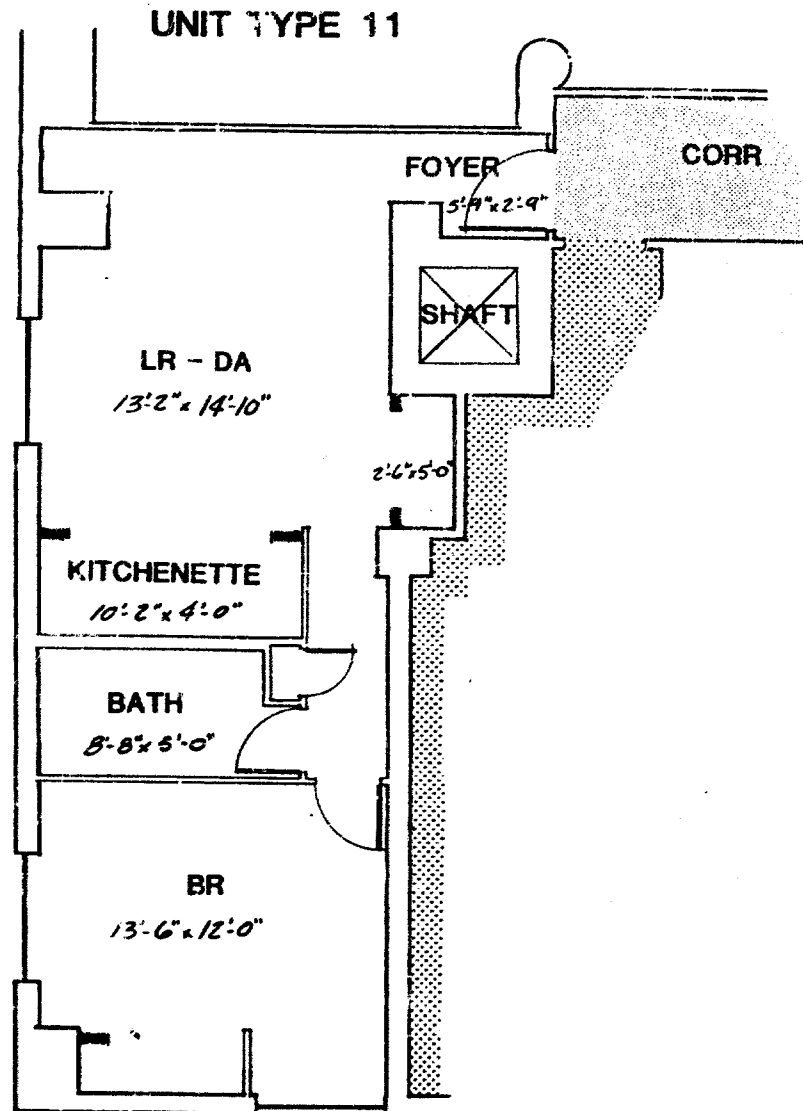 UNIT TYPE 11
FOYER
5'-9" x 2'-9"
CORR
SHAFT
LR - DA
13'-2" x 14'-10"
2'-6" x 5'-0"
KITCHENETTE
10'-2" x 4'-0"
BATH
8'-8" x 5'-0"
BR
13'-6" x 12'-0"